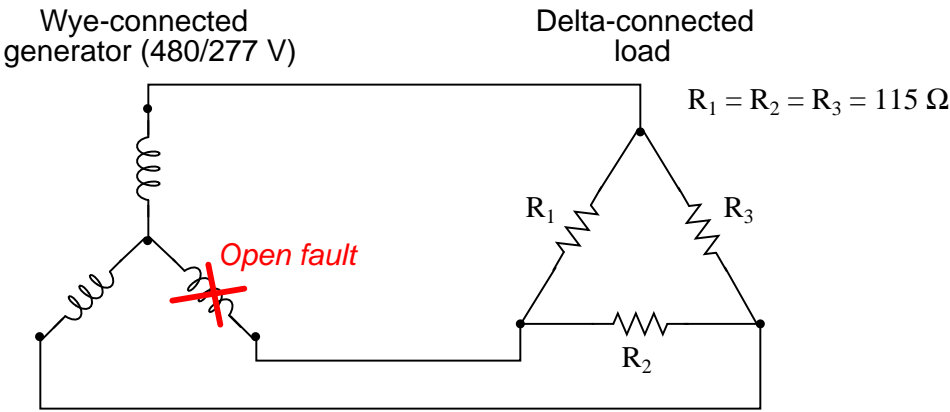 Wye-connected
generator (480/277 V)
Delta-connected
load
R₁ = R₂ = R₃ = 115 Ω
Open fault
R₁
R₃
R₂